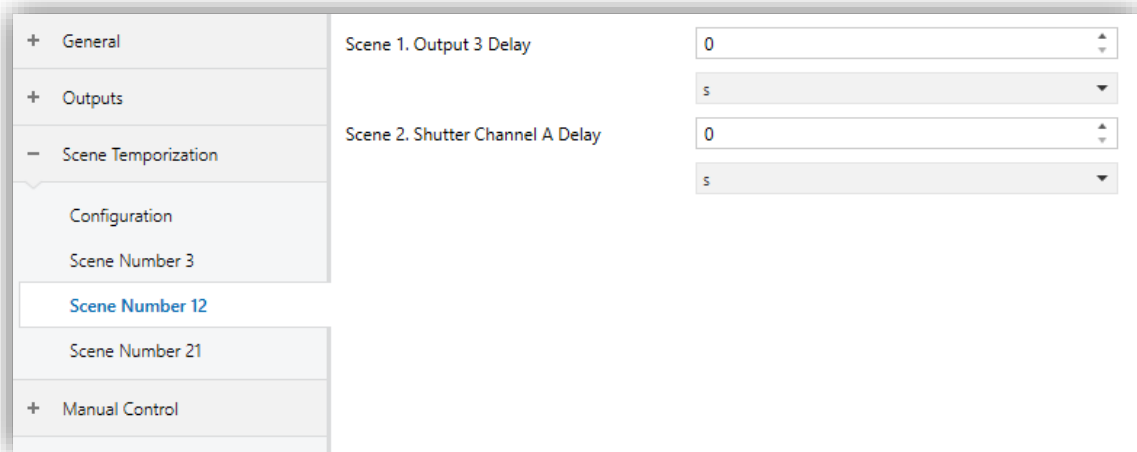 + General
+ Outputs
− Scene Temporization
Configuration
Scene Number 3
Scene Number 12
Scene Number 21
+ Manual Control
Scene 1. Output 3 Delay
0
s
Scene 2. Shutter Channel A Delay
0
s